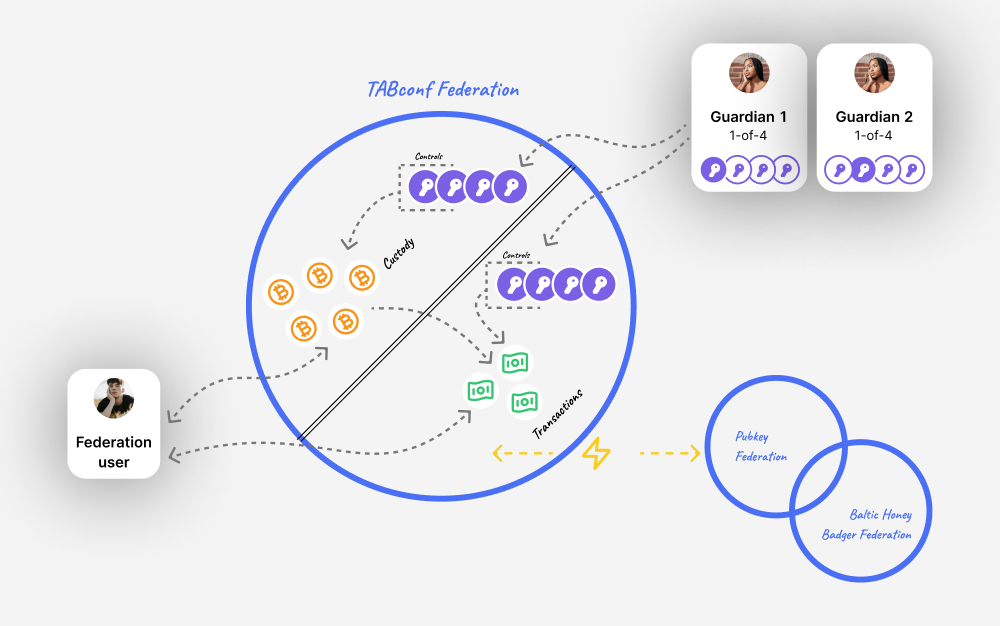 TABconf Federation
Guardian 1
1-of-4
Guardian 2
1-of-4
Controls
Custody
Controls
Transactions
Federation
user
Pubkey
Federation
Baltic Honey
Badger Federation